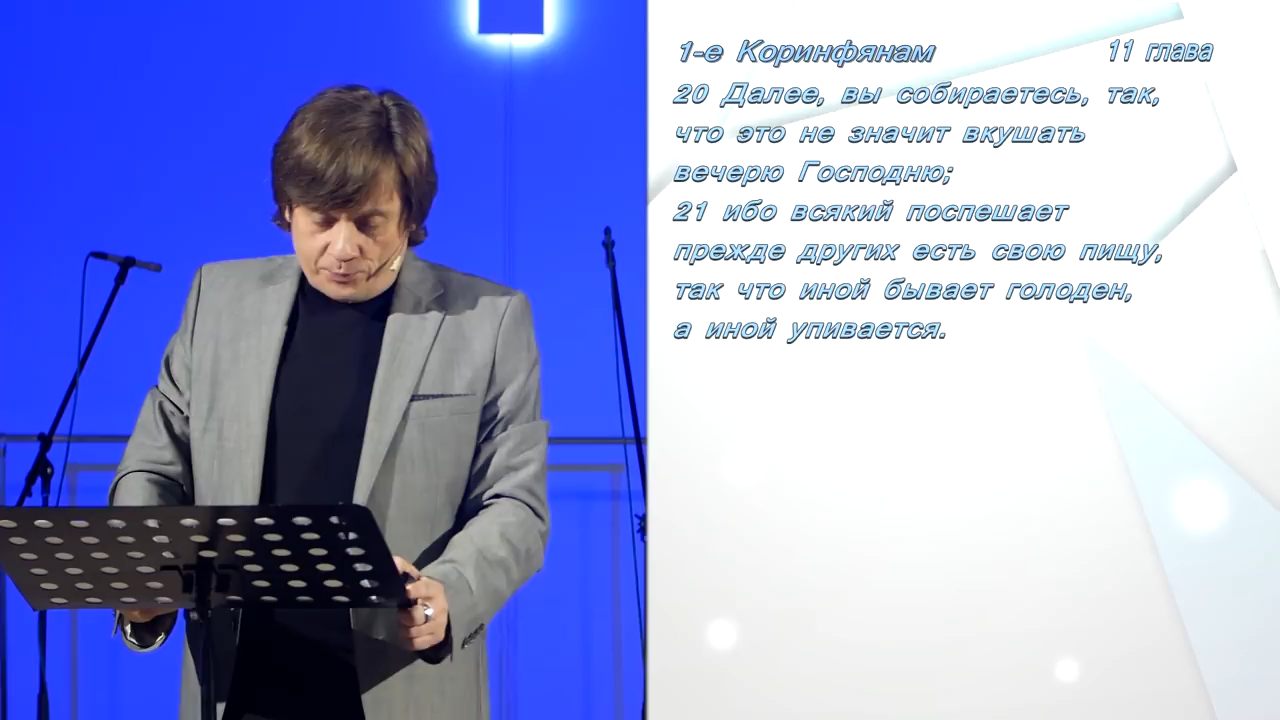 1-е Коринфянам 11 глава
20 Далее, вы собираетесь, так,
что это не значит вкушать
вечерю Господню;
21 ибо всякий поспешает
прежде других есть свою пищу,
так что иной бывает голоден,
а иной упивается.